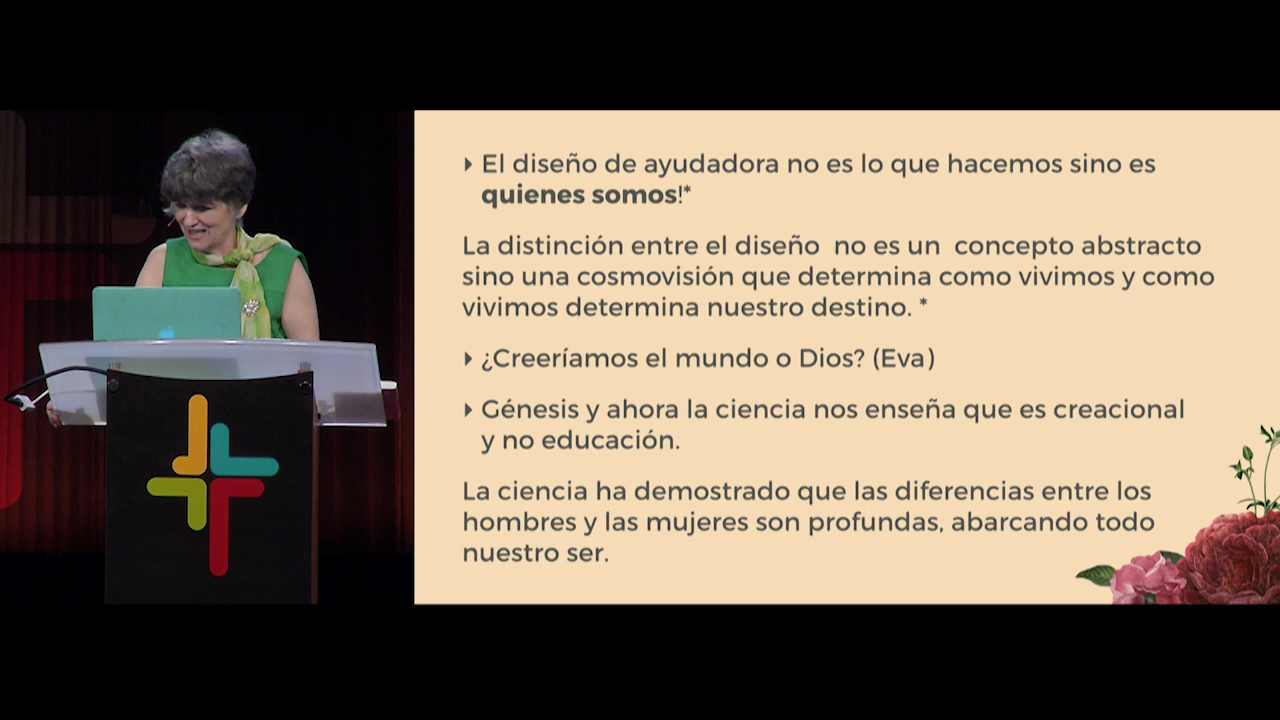 El diseño de ayudadora no es lo que hacemos sino es
quienes somos!*
La distinción entre el diseño no es un concepto abstracto
sino una cosmovisión que determina como vivimos y como
vivimos determina nuestro destino. *
¿Creeríamos el mundo o Dios? (Eva)
Génesis y ahora la ciencia nos enseña que es creacional
y no educación.
La ciencia ha demostrado que las diferencias entre los
hombres y las mujeres son profundas, abarcando todo
nuestro ser.